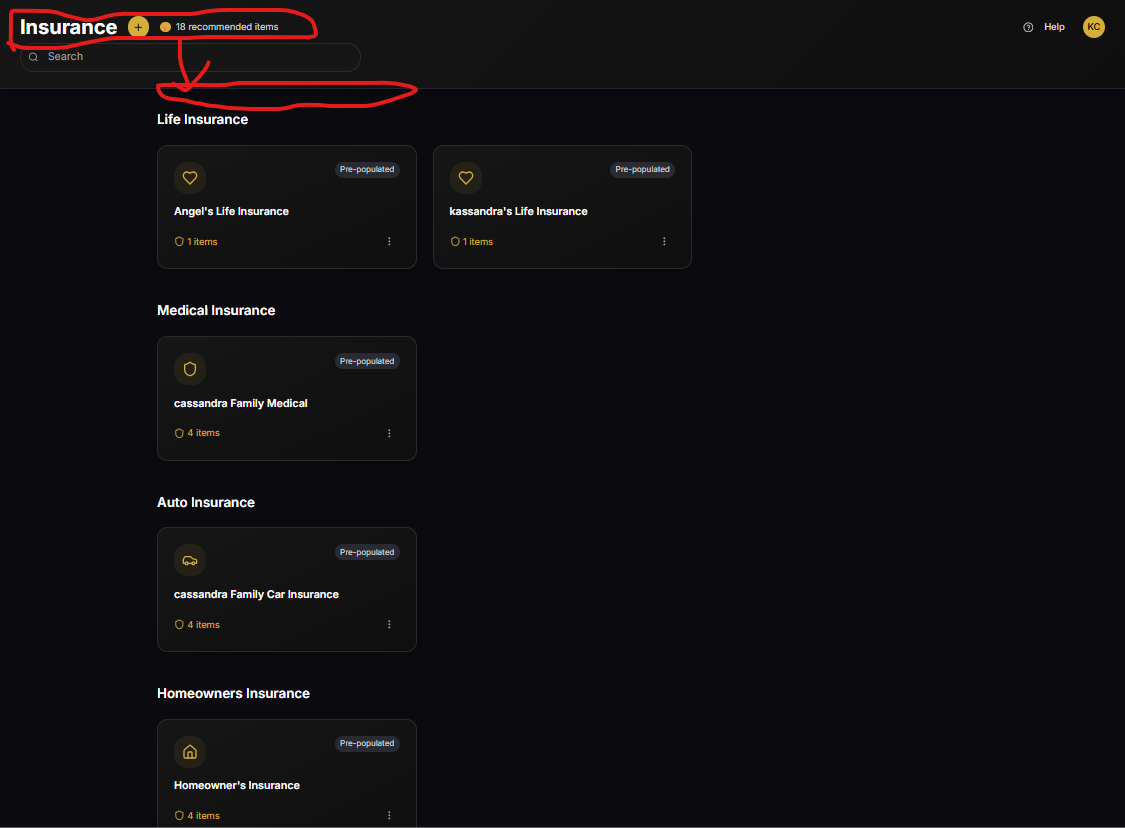 Insurance + 18 recommended items Help KC
Search
Life Insurance
Pre-populated Pre-populated
Angel's Life Insurance kassandra's Life Insurance
1 items 1 items
Medical Insurance
Pre-populated
cassandra Family Medical
4 items
Auto Insurance
Pre-populated
cassandra Family Car Insurance
4 items
Homeowners Insurance
Pre-populated
Homeowner's Insurance
4 items